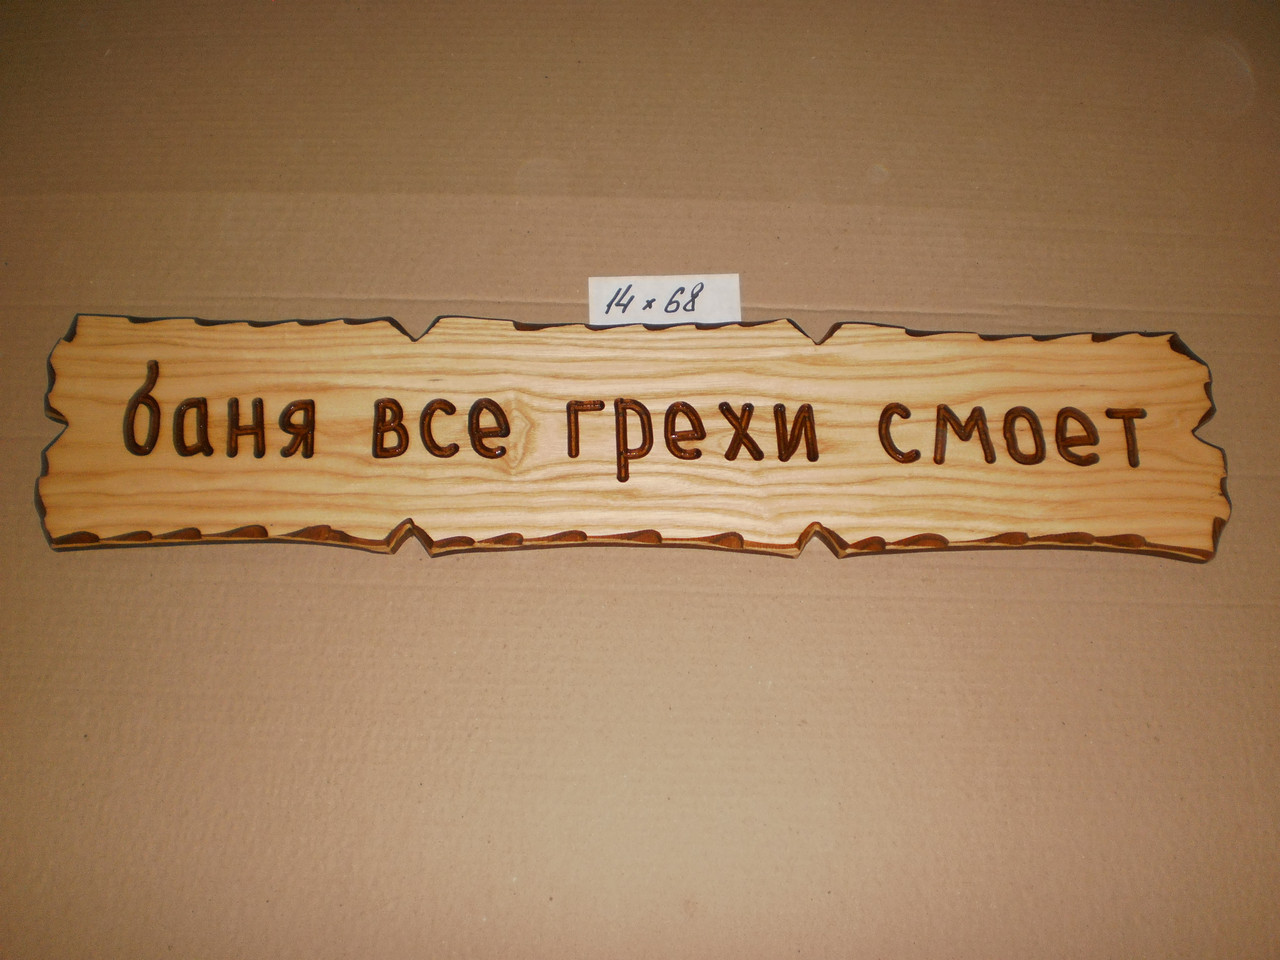 14 x 68
баня все грехи смоет